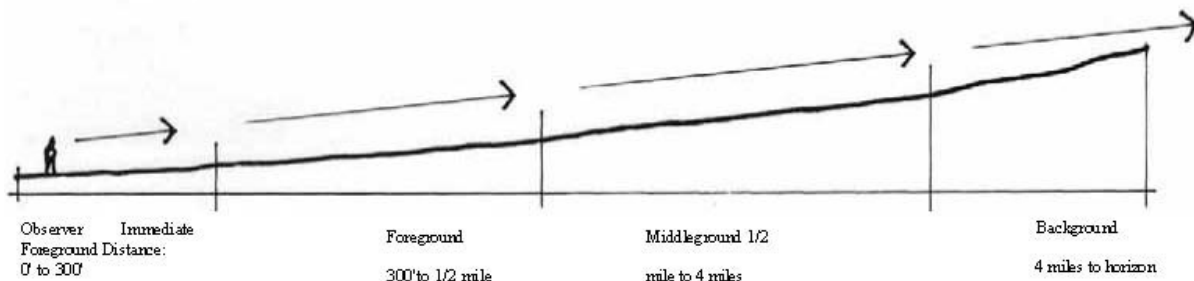 Observer Immediate
Foreground Distance:
0' to 300'
Foreground
300' to 1/2 mile
Middleground 1/2
mile to 4 miles
Background
4 miles to horizon